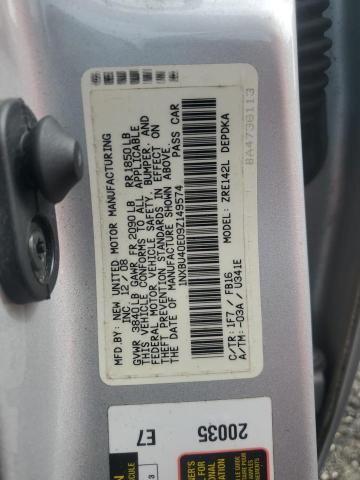 MFD BY: NEW UNITED MOTOR MANUFACTURING
INC. 12/08
GVWR 3840LB GAWR FR 2090LB RR 1850LB
THIS VEHICLE CONFORMS TO ALL APPLICABLE
FEDERAL MOTOR VEHICLE SAFETY, BUMPER, AND
THEFT PREVENTION STANDARDS IN EFFECT ON
THE DATE OF MANUFACTURE SHOWN ABOVE.
1NXBU40E09Z149574 PASS CAR
C/TR: 1F7 / FB16 MODEL: ZRE142L DEPDKA
A/TM: -03A / U341E
8A4736113
E7 20035